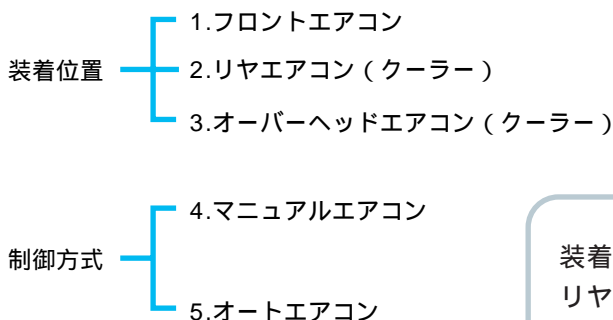 1.フロントエアコン
装着位置
2.リヤエアコン(クーラー)
3.オーバーヘッドエアコン(クーラー)
4.マニュアルエアコン
制御方式
5.オートエアコン
装着
リヤ